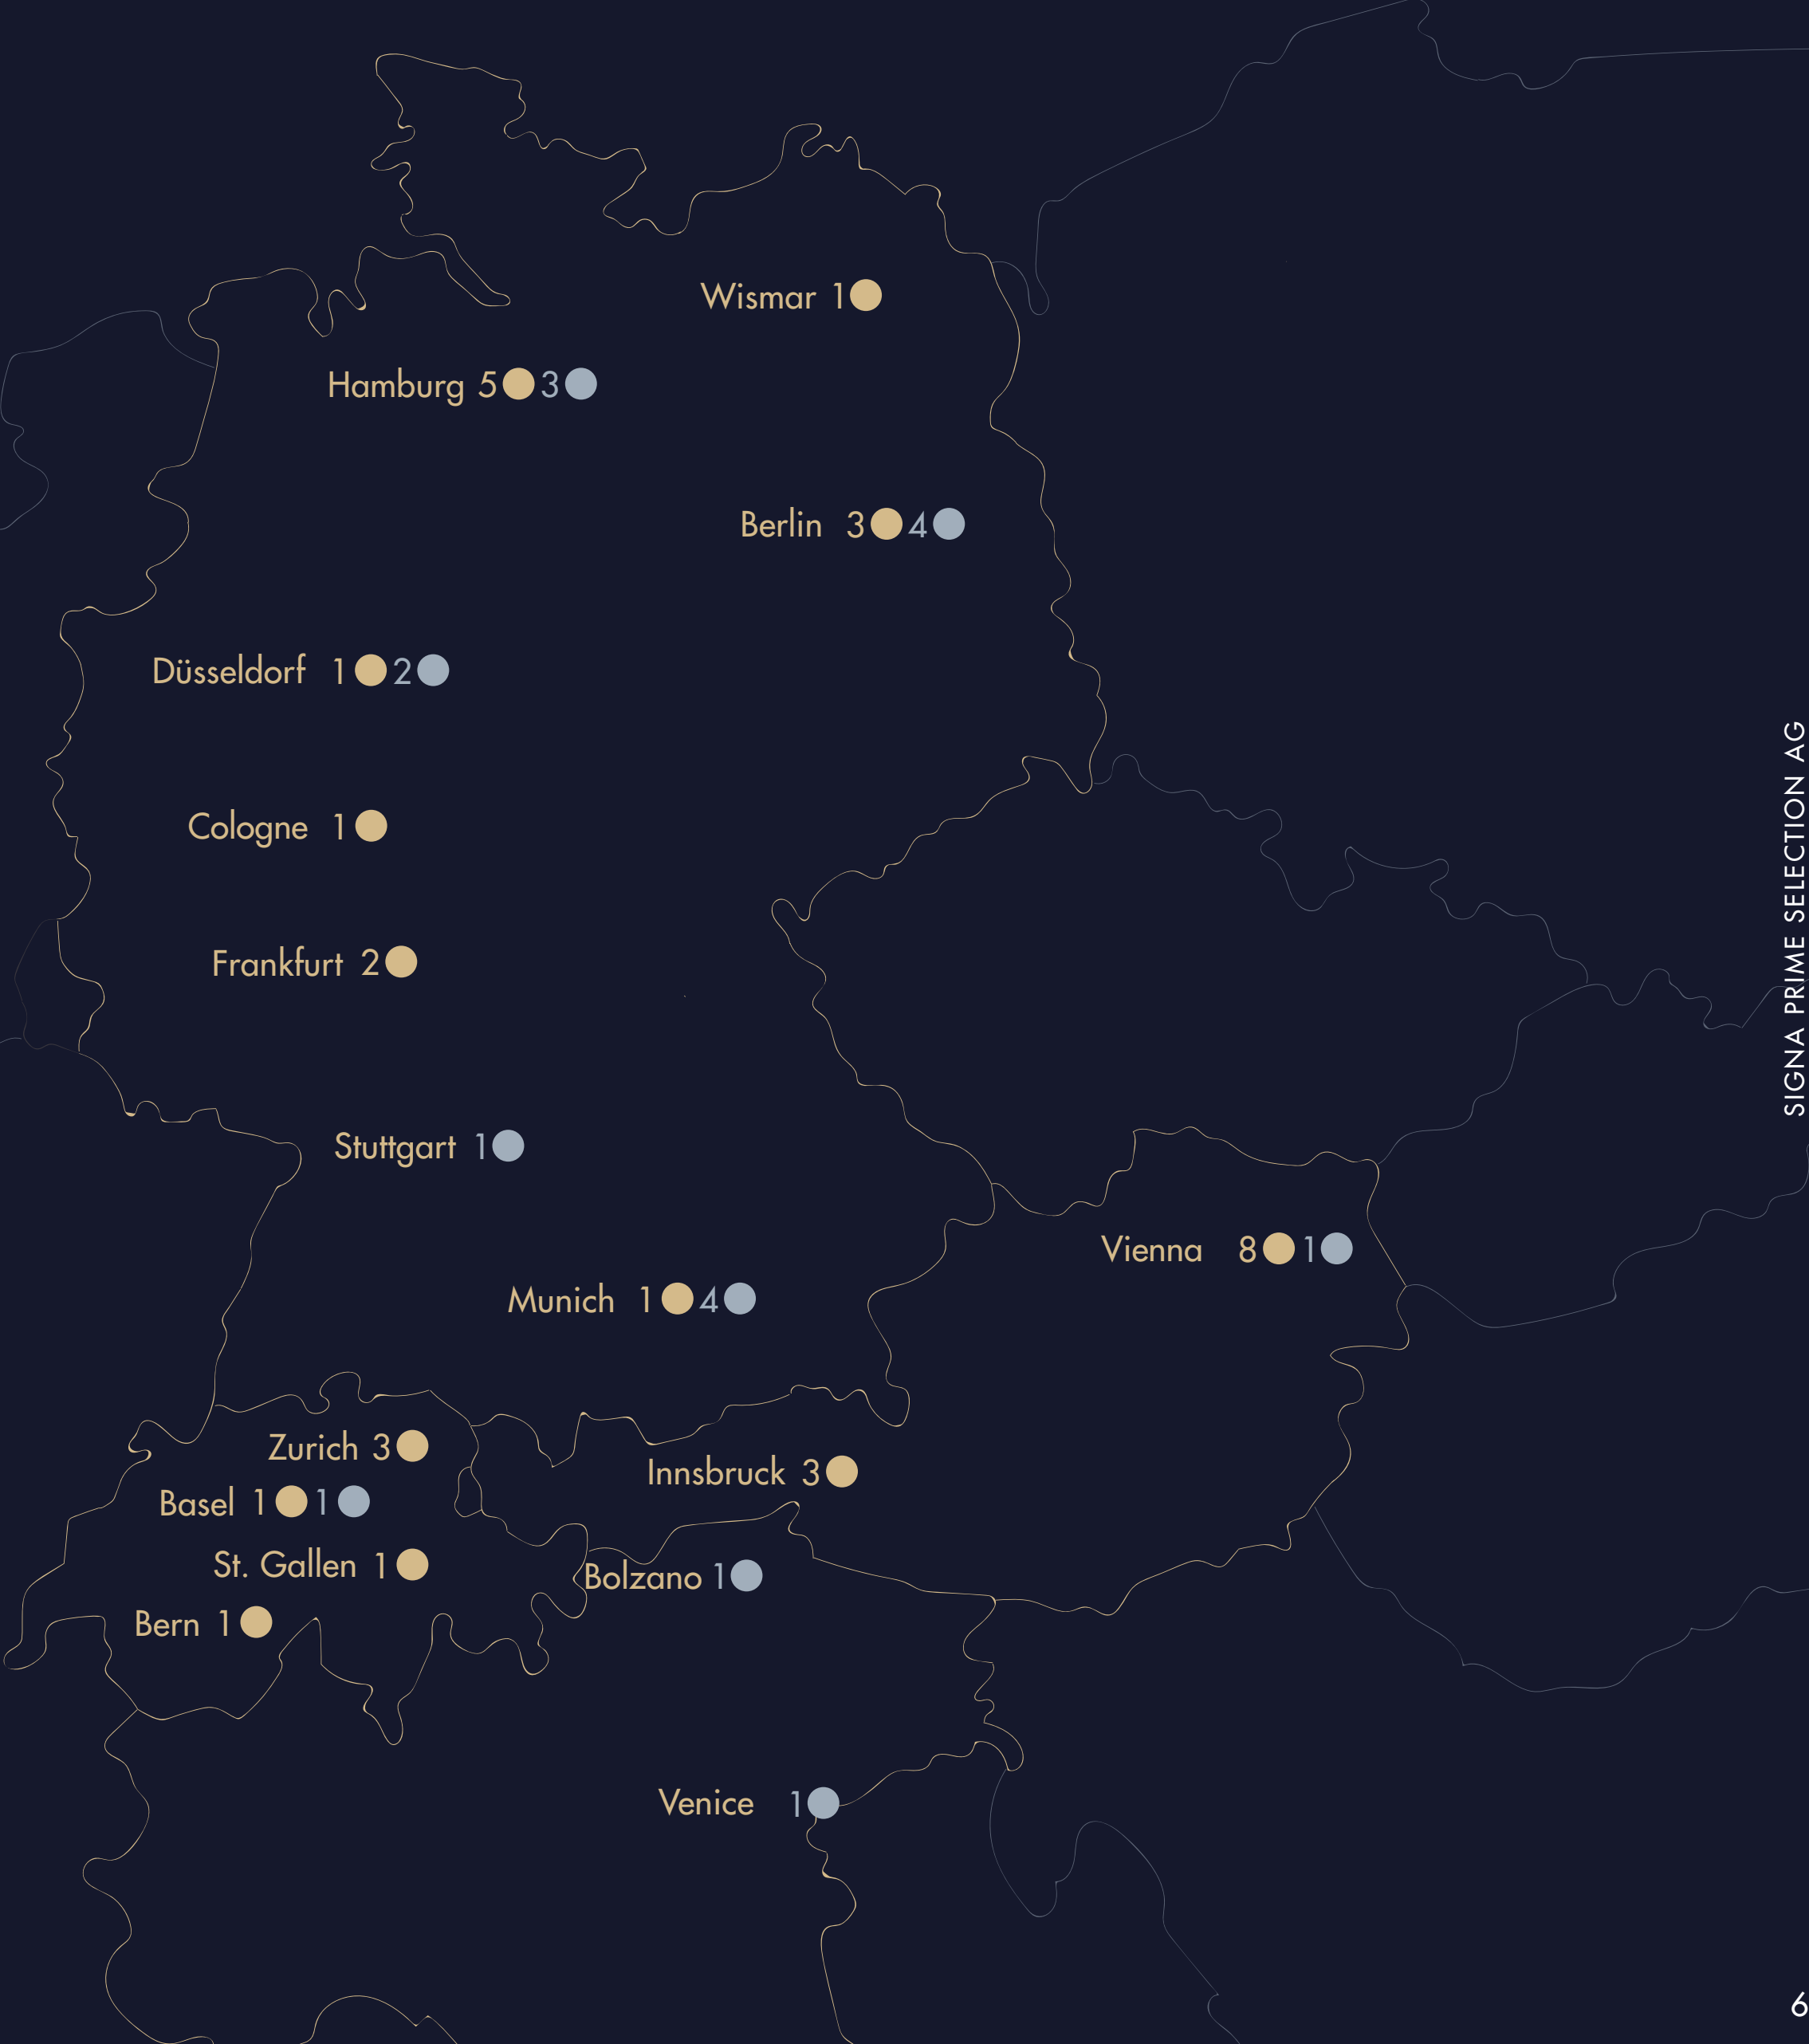 Wismar 1
Hamburg 5 3
Berlin 3 4
Düsseldorf 1 2
Cologne 1
Frankfurt 2
Stuttgart 1
Vienna 8 1
Munich 1 4
Zurich 3
Innsbruck 3
Basel 1 1
St. Gallen 1
Bolzano 1
Bern 1
Venice 1
SIGNA PRIME SELECTION AG
6